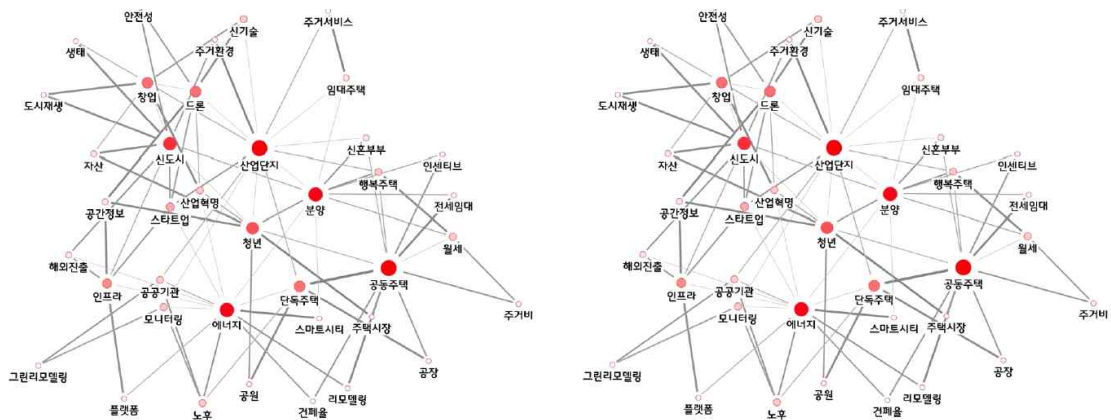 안전성
신기술
주거서비스
생태
주거환경
도시재생
창업
드론
임대주택
자산
신도시
산업단지
신혼부부
인센티브
행복주택
공간정보
산업혁명
스타트업
분양
전세임대
청년
월세
해외진출
인프라
공공기관
모니터링
단독주택
공동주택
에너지
스마트시티
주택시장
주거비
그린리모델링
공장
플랫폼
노후
공원
건폐율
리모델링
안전성
신기술
주거서비스
생태
주거환경
도시재생
창업
드론
임대주택
자산
신도시
산업단지
신혼부부
인센티브
행복주택
공간정보
산업혁명
스타트업
분양
전세임대
청년
월세
해외진출
인프라
공공기관
모니터링
단독주택
공동주택
에너지
스마트시티
주택시장
주거비
그린리모델링
공장
플랫폼
노후
공원
건폐율
리모델링